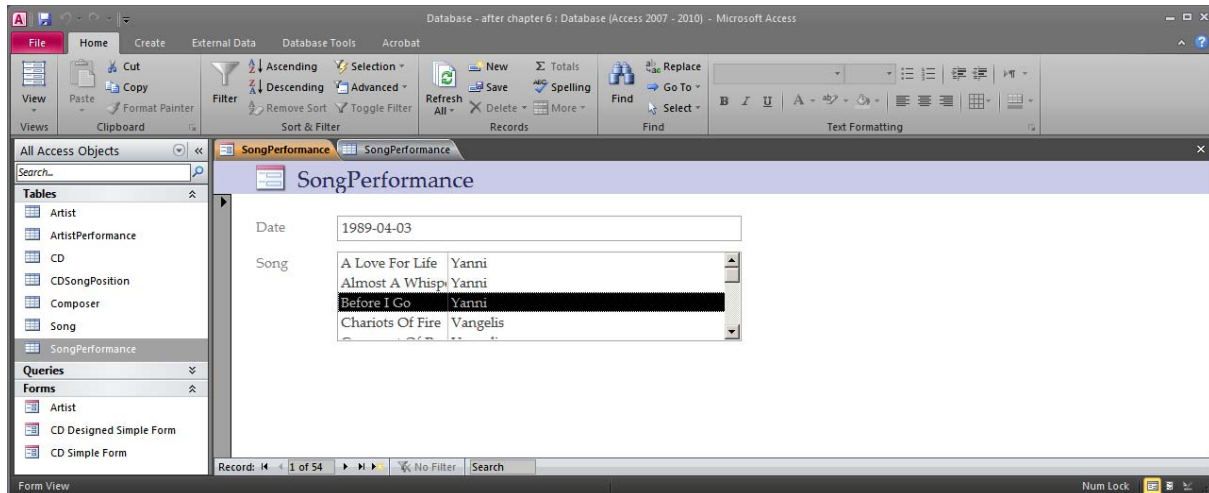 Database - after chapter 6 : Database (Access 2007 - 2010) - Microsoft Access
File Home Create External Data Database Tools Acrobat
View
Views
Paste
Cut
Copy
Format Painter
Clipboard
Filter
Ascending
Descending
Remove Sort
Selection
Advanced
Toggle Filter
Sort & Filter
Refresh
All
New
Save
Delete
Totals
Spelling
More
Records
Find
Replace
Go To
Select
Find
B I U A
Text Formatting
All Access Objects
Search...
Tables
Artist
ArtistPerformance
CD
CDSongPosition
Composer
Song
SongPerformance
Queries
Forms
Artist
CD Designed Simple Form
CD Simple Form
SongPerformance SongPerformance
SongPerformance
Date 1989-04-03
Song
A Love For Life Yanni
Almost A Whisp Yanni
Before I Go Yanni
Chariots Of Fire Vangelis
Record: 1 of 54 No Filter Search
Form View Num Lock